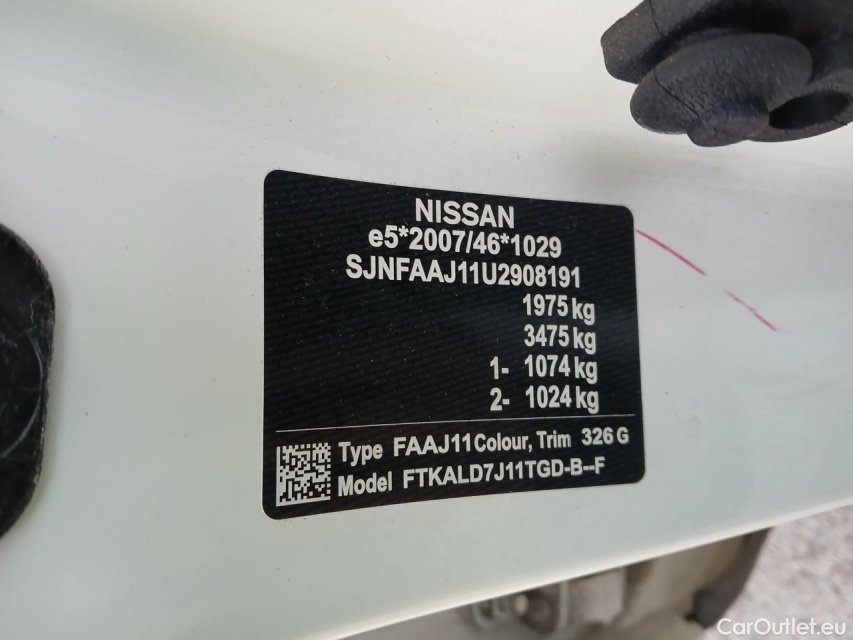 NISSAN
e5*2007/46*1029
SJNFAAJ11U2908191
1975 kg
3475 kg
1- 1074 kg
2- 1024 kg
Type FAAJ11 Colour, Trim 326 G
Model FTKALD7J11TGD-B--F
CarOutlet.eu